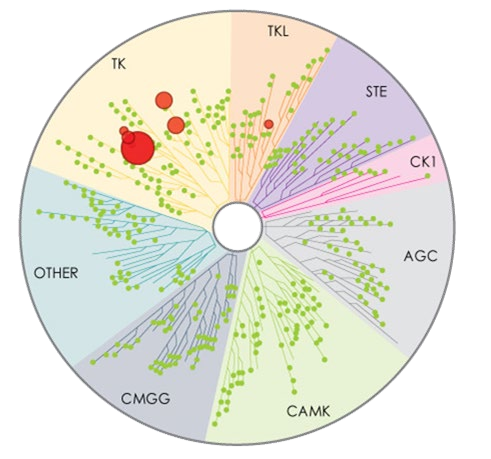 TKL
TK
STE
CK1
AGC
OTHER
CMGG
CAMK